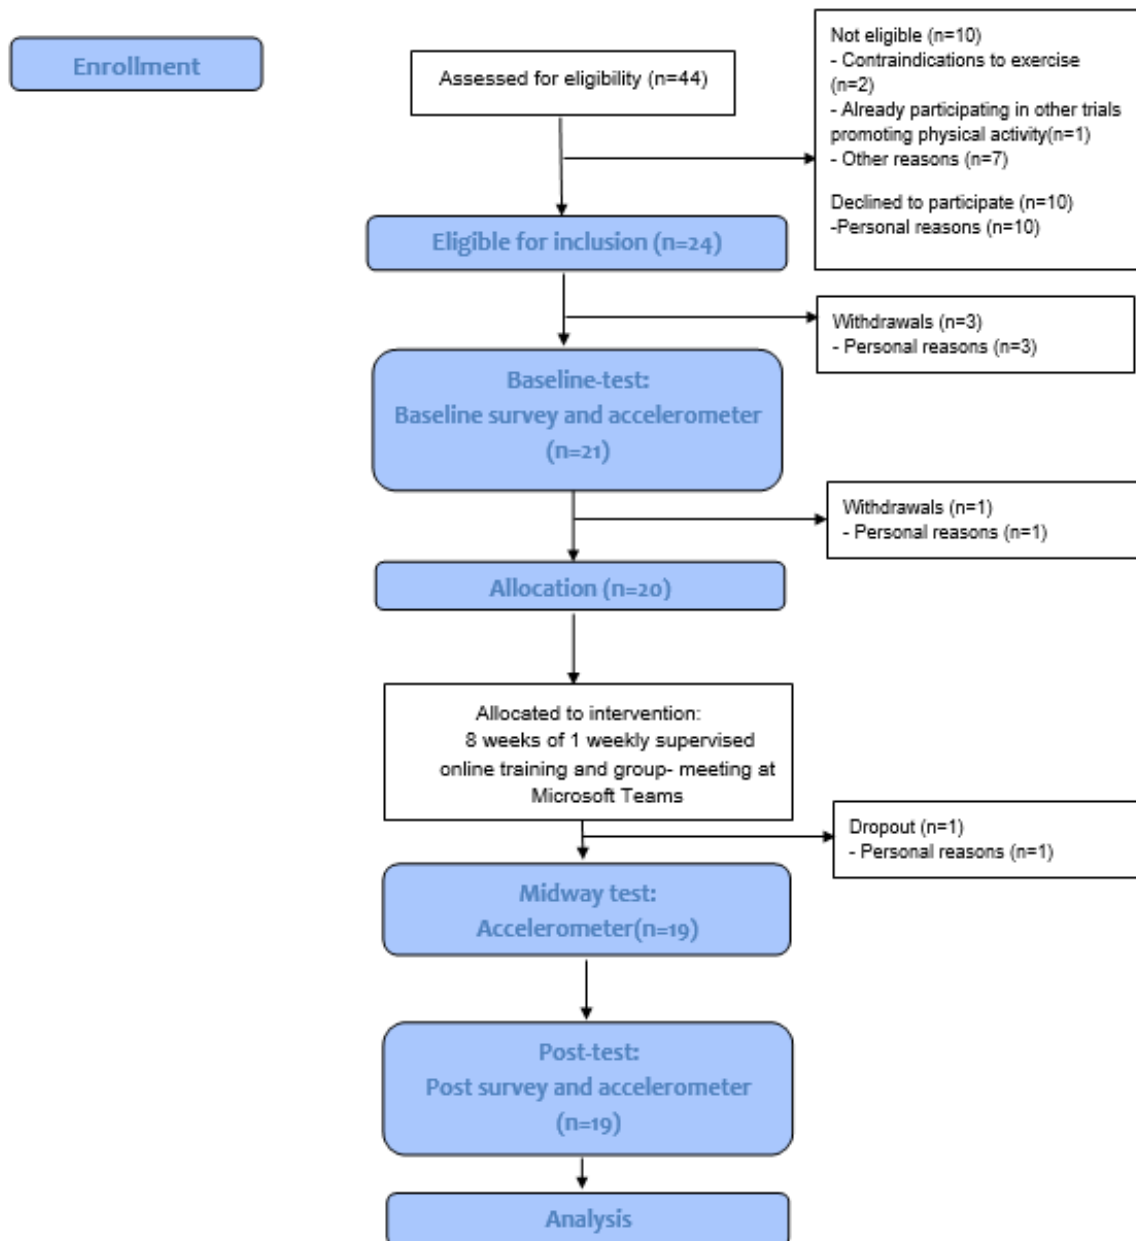 Enrollment
Assessed for eligibility (n=44)
Not eligible (n=10)
- Contraindications to exercise
(n=2)
- Already participating in other trials
promoting physical activity(n=1)
- Other reasons (n=7)
Declined to participate (n=10)
-Personal reasons (n=10)
Eligible for inclusion (n=24)
Withdrawals (n=3)
- Personal reasons (n=3)
Baseline-test:
Baseline survey and accelerometer
(n=21)
Withdrawals (n=1)
- Personal reasons (n=1)
Allocation (n=20)
Allocated to intervention:
8 weeks of 1 weekly supervised
online training and group- meeting at
Microsoft Teams
Dropout (n=1)
- Personal reasons (n=1)
Midway test:
Accelerometer(n=19)
Post-test:
Post survey and accelerometer
(n=19)
Analysis